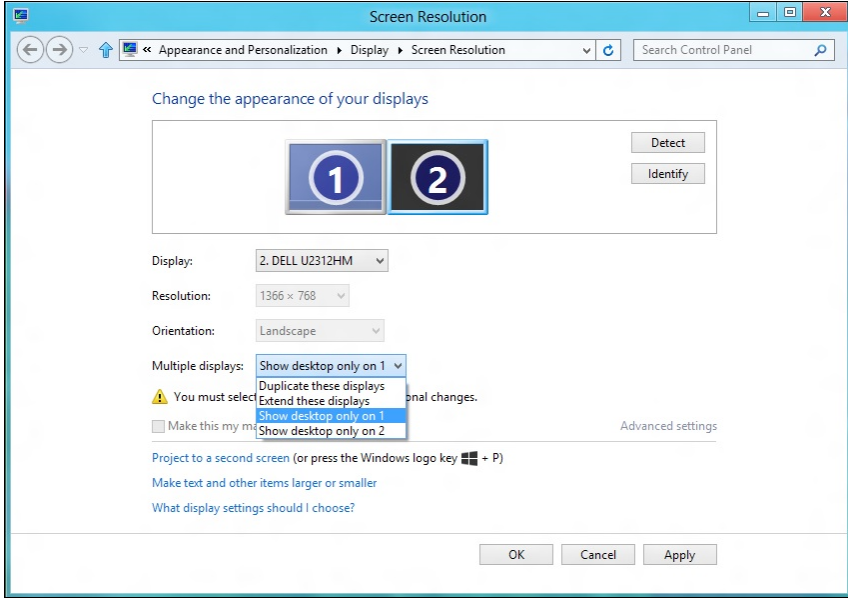 Screen Resolution
« Appearance and Personalization Display Screen Resolution
Search Control Panel
Change the appearance of your displays
1 2
Detect
Identify
Display: 2. DELL U2312HM
Resolution: 1366 × 768
Orientation: Landscape
Multiple displays: Show desktop only on 1
Duplicate these displays
You must selec onal changes.
Extend these displays
Show desktop only on 1
Make this my ma Advanced settings
Show desktop only on 2
Project to a second screen (or press the Windows logo key + P)
Make text and other items larger or smaller
What display settings should I choose?
OK Cancel Apply